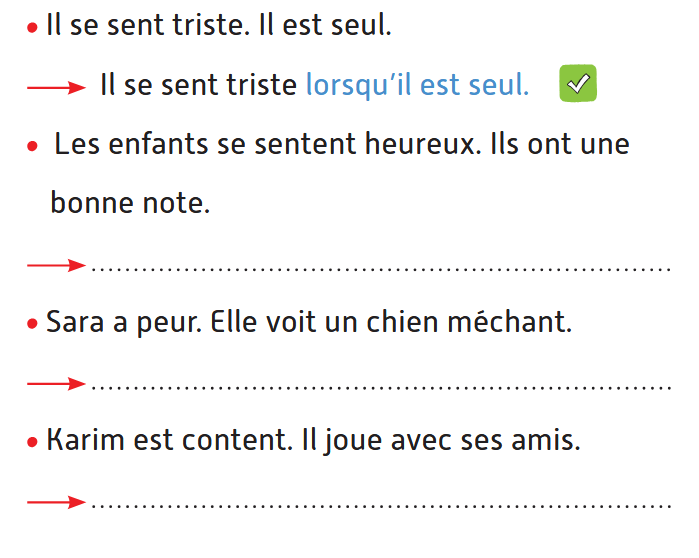 • Il se sent triste. Il est seul.
→ Il se sent triste lorsqu'il est seul.
• Les enfants se sentent heureux. Ils ont une
bonne note.
→ ........................................................
• Sara a peur. Elle voit un chien méchant.
→ ........................................................
• Karim est content. Il joue avec ses amis.
→ ........................................................